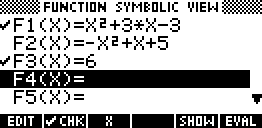 FUNCTION SYMBOLIC VIEW
✓F1(X)=X²+3*X-3
F2(X)=-X²+X+5
✓F3(X)=6
F4(X)=
F5(X)=
EDIT ✓CHK X SHOW EVAL